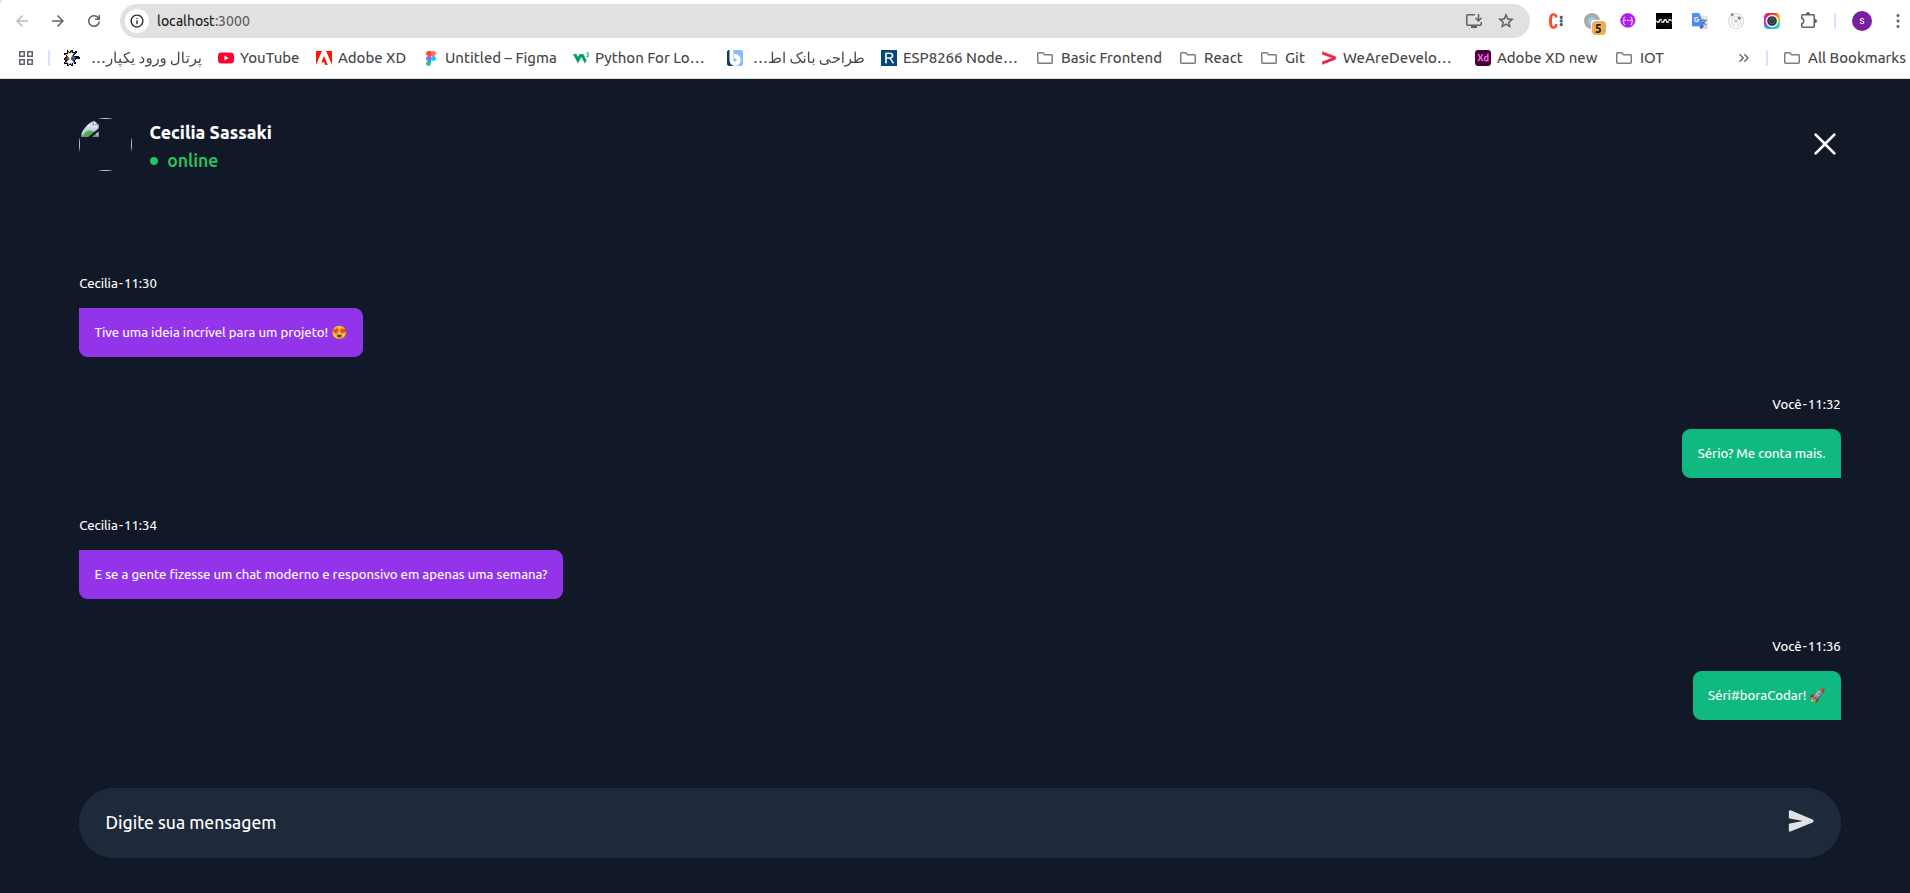 localhost:3000
5
S
پرتال ورود یکپار...
YouTube
Adobe XD
Untitled – Figma
Python For Lo...
طراحی بانک اط...
R
ESP8266 Node...
Basic Frontend
React
Git
WeAreDevelo...
Xd
Adobe XD new
IOT
»
All Bookmarks
Cecilia Sassaki
online
Cecilia-11:30
Tive uma ideia incrível para um projeto! 😍
Você-11:32
Sério? Me conta mais.
Cecilia-11:34
E se a gente fizesse um chat moderno e responsivo em apenas uma semana?
Você-11:36
Séri#boraCodar! 🚀
Digite sua mensagem